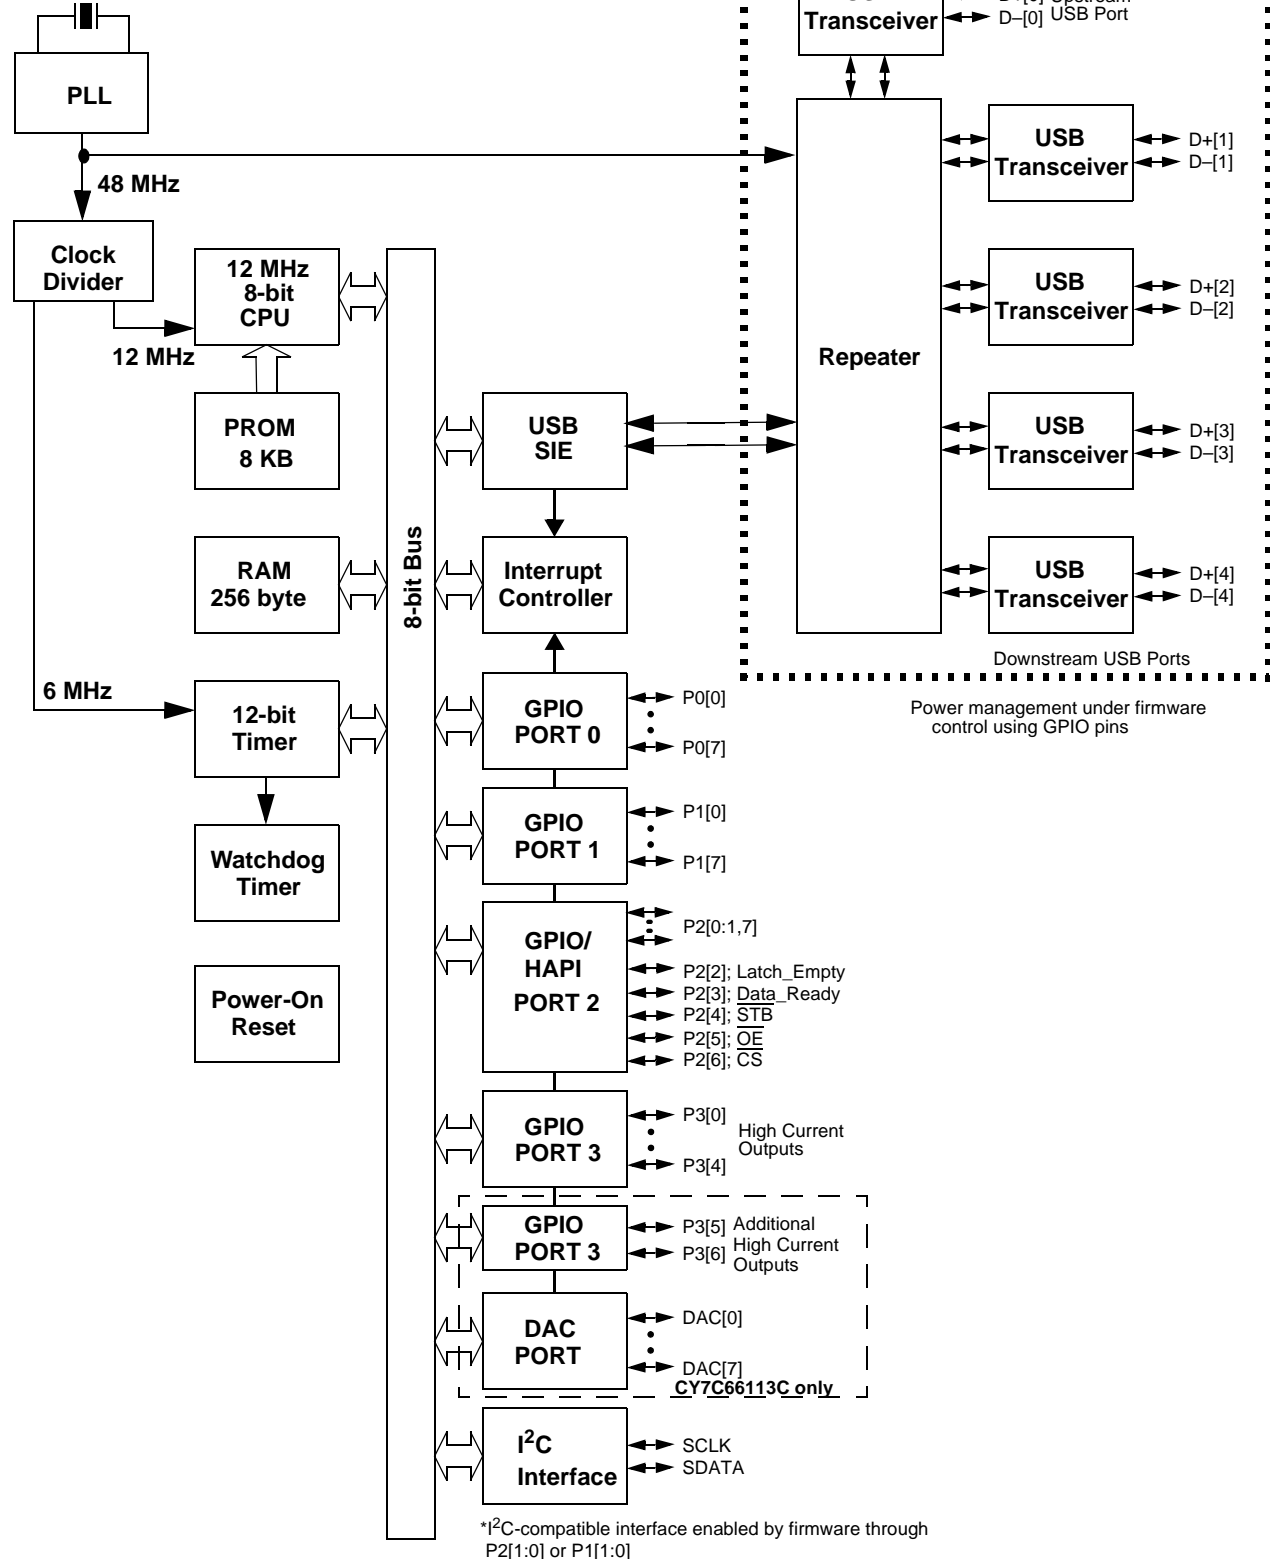 Transceiver
D–[0] USB Port
PLL
48 MHz
USB
Transceiver
D+[1]
D–[1]
Clock
Divider
12 MHz
8-bit
CPU
12 MHz
USB
Transceiver
D+[2]
D–[2]
Repeater
PROM
8 KB
USB
SIE
USB
Transceiver
D+[3]
D–[3]
8-bit Bus
RAM
256 byte
Interrupt
Controller
USB
Transceiver
D+[4]
D–[4]
Downstream USB Ports
Power management under firmware
control using GPIO pins
6 MHz
12-bit
Timer
GPIO
PORT 0
P0[0]
P0[7]
Watchdog
Timer
GPIO
PORT 1
P1[0]
P1[7]
Power-On
Reset
GPIO/
HAPI
PORT 2
P2[0:1,7]
P2[2]; Latch_Empty
P2[3]; Data_Ready
P2[4]; STB
P2[5]; OE
P2[6]; CS
GPIO
PORT 3
P3[0]
P3[4]
High Current
Outputs
GPIO
PORT 3
P3[5]
P3[6]
Additional
High Current
Outputs
DAC
PORT
DAC[0]
DAC[7]
CY7C66113C only
I²C
Interface
SCLK
SDATA
*I²C-compatible interface enabled by firmware through
P2[1:0] or P1[1:0]